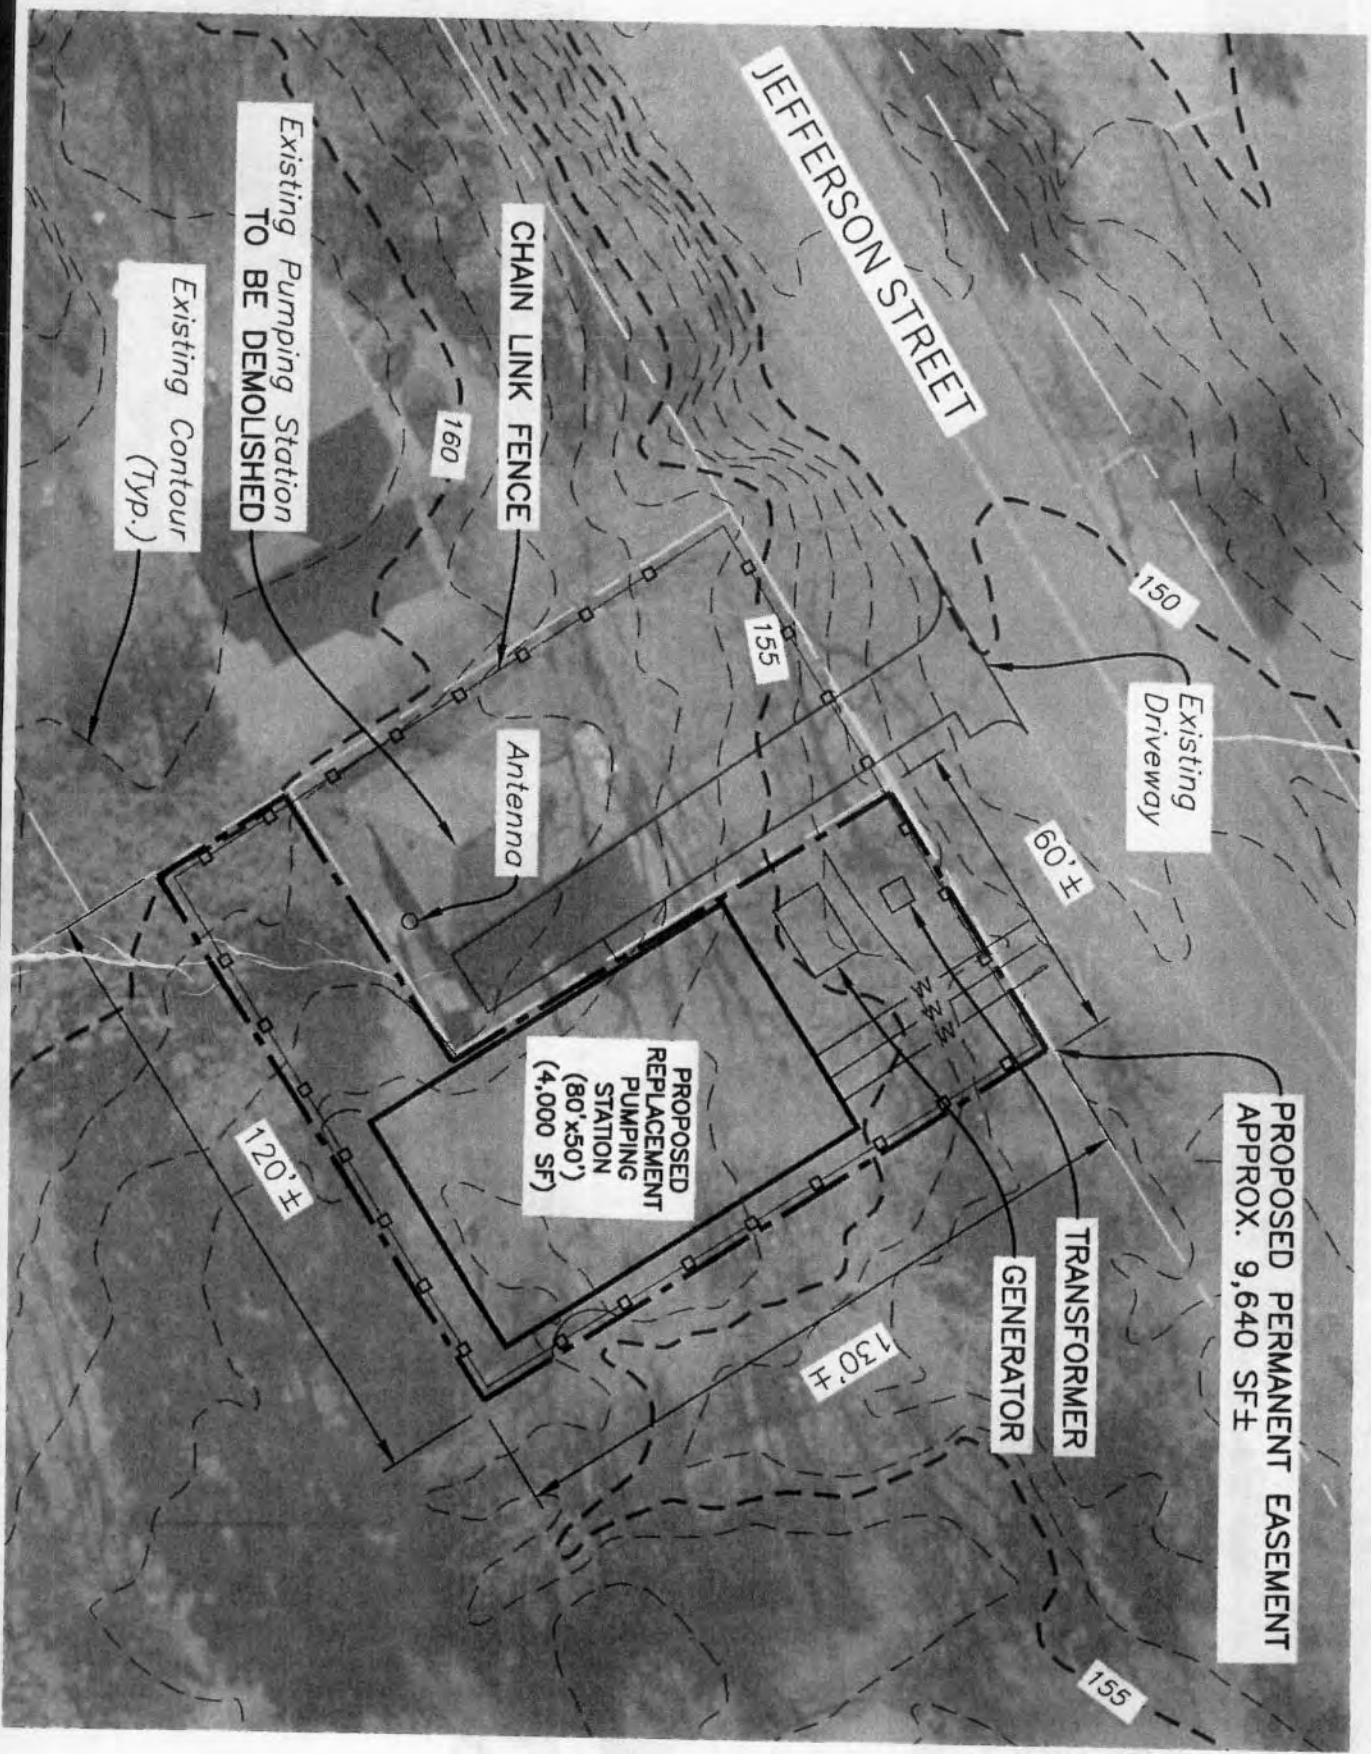 JEFFERSON STREET
Existing Pumping Station
TO BE DEMOLISHED
CHAIN LINK FENCE
Existing Contour
(Typ.)
160
155
150
Existing
Driveway
Antenna
60'±
W W W
PROPOSED
REPLACEMENT
PUMPING
STATION
(80'x50')
(4,000 SF)
120'±
130'±
PROPOSED PERMANENT EASEMENT
APPROX. 9,640 SF±
TRANSFORMER
GENERATOR
155